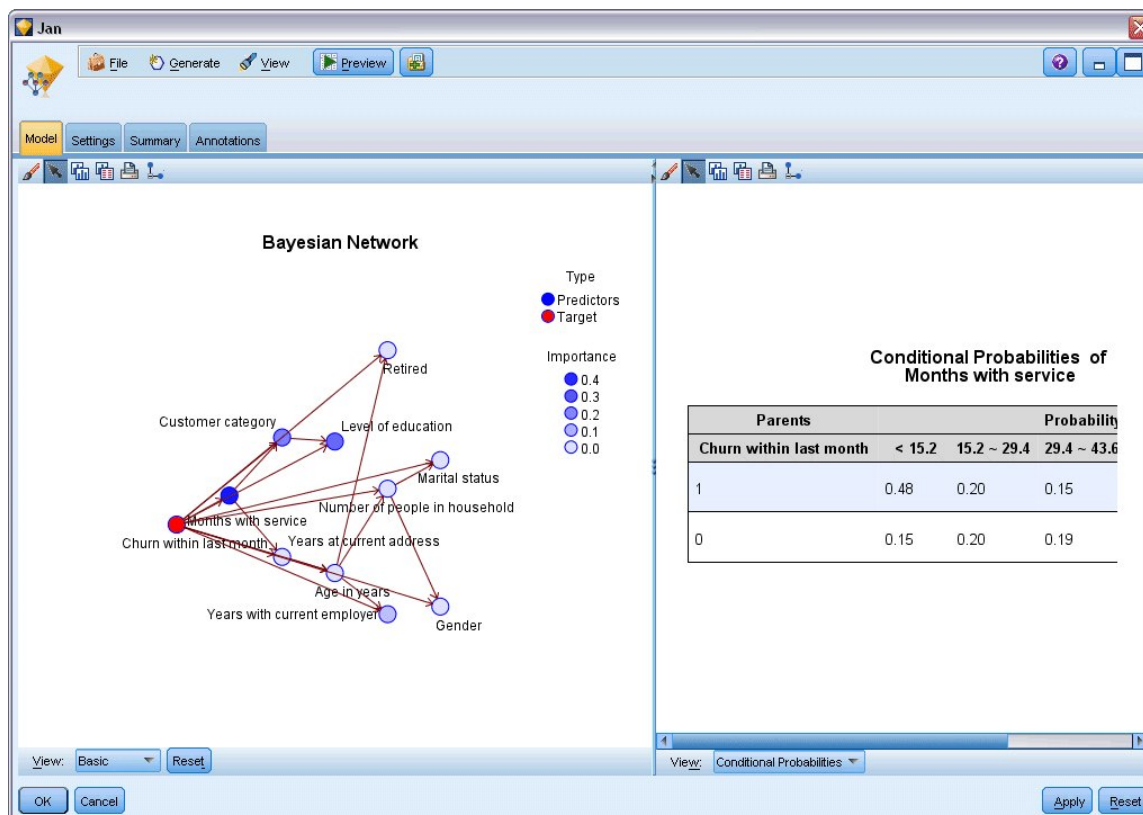 Jan
File Generate View Preview
Model Settings Summary Annotations
Bayesian Network
Type
Predictors
Target
Importance
0.4
0.3
0.2
0.1
0.0
Retired
Customer category
Level of education
Marital status
Months with service
Number of people in household
Churn within last month
Years at current address
Age in years
Years with current employer
Gender
View: Basic Reset
Conditional Probabilities of
Months with service
Parents Probability
Churn within last month < 15.2 15.2 ~ 29.4 29.4 ~ 43.6
1 0.48 0.20 0.15
0 0.15 0.20 0.19
View: Conditional Probabilities
OK Cancel Apply Reset